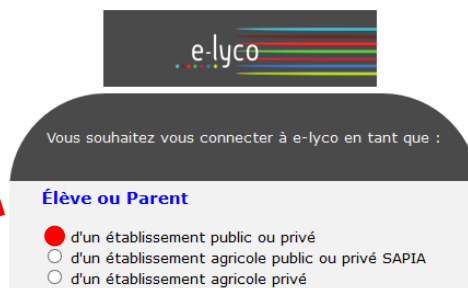 e-lyco
Vous souhaitez vous connecter à e-lyco en tant que :
Élève ou Parent
d'un établissement public ou privé
d'un établissement agricole public ou privé SAPIA
d'un établissement agricole privé